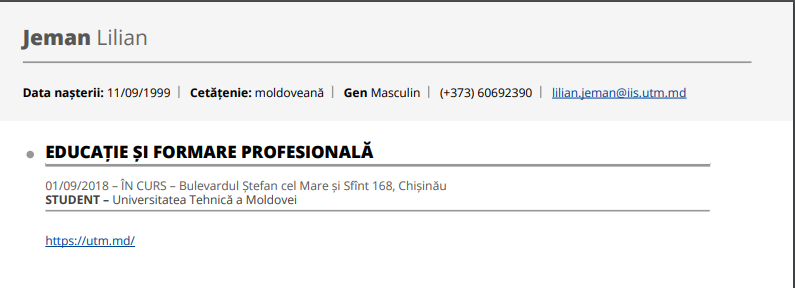 Jeman Lilian
Data nașterii: 11/09/1999 | Cetățenie: moldoveană | Gen Masculin | (+373) 60692390 | lilian.jeman@iis.utm.md
EDUCAȚIE ȘI FORMARE PROFESIONALĂ
01/09/2018 – ÎN CURS – Bulevardul Ștefan cel Mare și Sfînt 168, Chișinău
STUDENT – Universitatea Tehnică a Moldovei
https://utm.md/